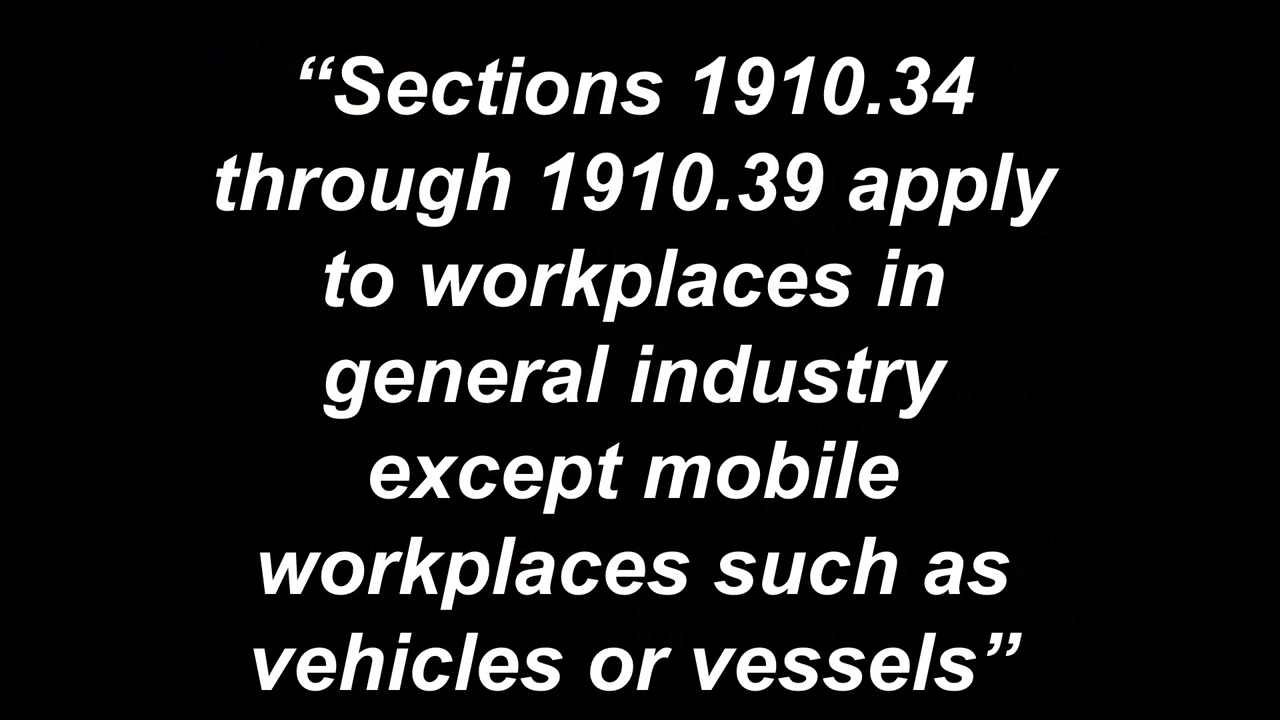 “Sections 1910.34
through 1910.39 apply
to workplaces in
general industry
except mobile
workplaces such as
vehicles or vessels”